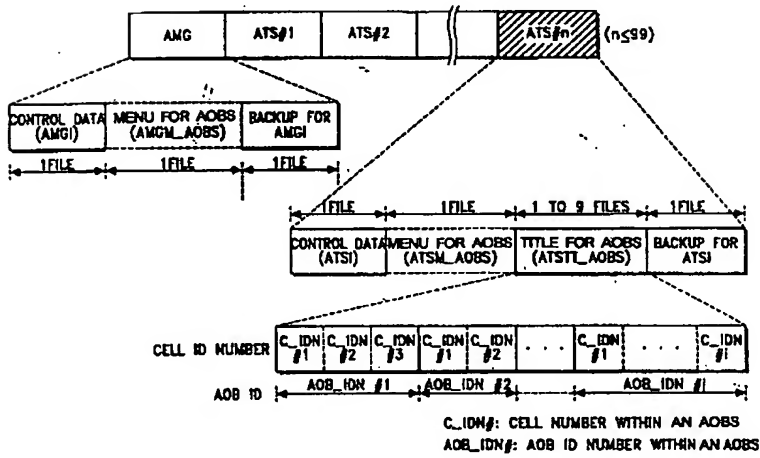 AMG ATS#1 ATS#2 ATS#n (n≤99)
CONTROL DATA (AMGI) MENU FOR AOBS (AMGM_AOBS) BACKUP FOR AMGI
1FILE 1FILE 1FILE
1FILE 1FILE 1 TO 9 FILES 1FILE
CONTROL DATA (ATSI) MENU FOR AOBS (ATSM_AOBS) TITLE FOR AOBS (ATSTT_AOBS) BACKUP FOR ATSI
CELL ID NUMBER C_IDN #1 C_IDN #2 C_IDN #3 C_IDN #1 C_IDN #2 . . . C_IDN #1 . . . C_IDN #i
AOB ID AOB_IDN #1 AOB_IDN #2 AOB_IDN #i
C_IDN#: CELL NUMBER WITHIN AN AOBS
AOB_IDN#: AOB ID NUMBER WITHIN AN AOBS